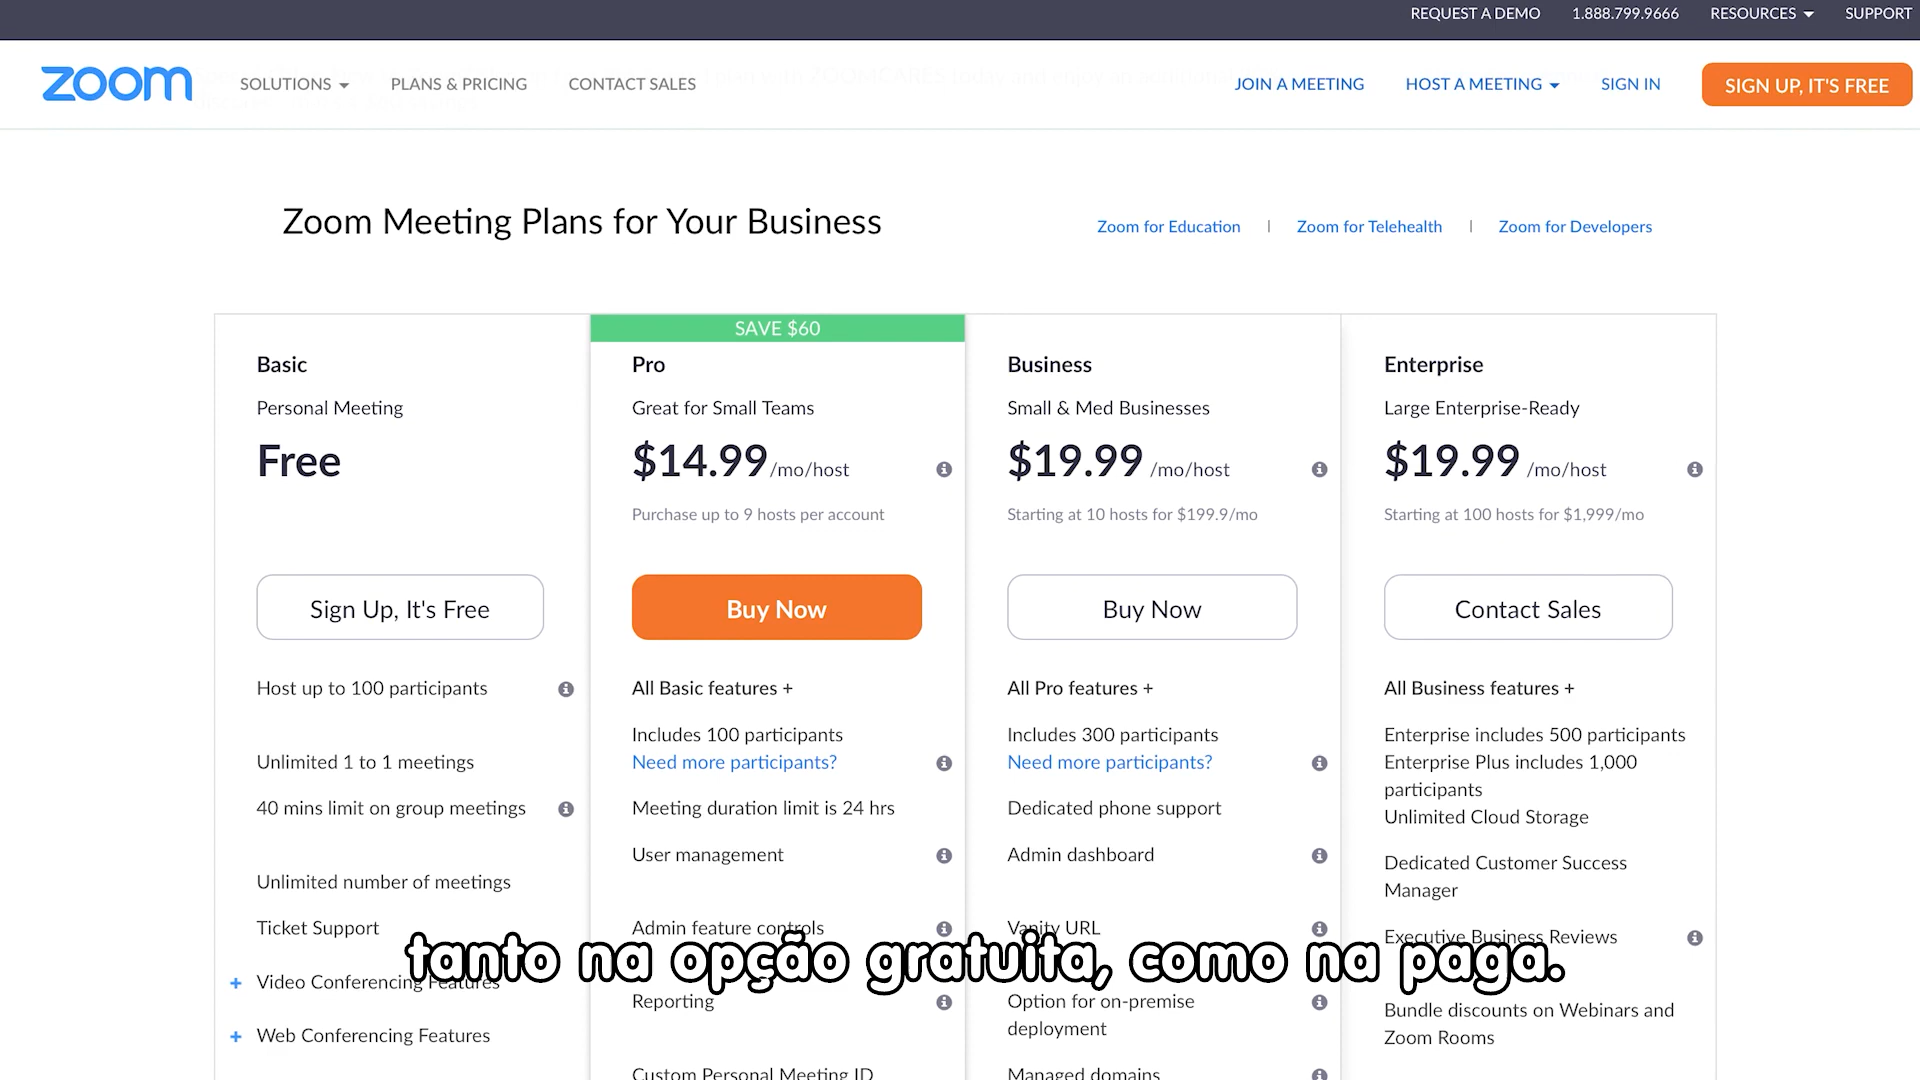 REQUEST A DEMO 1.888.799.9666 RESOURCES SUPPORT
zoom SOLUTIONS PLANS & PRICING CONTACT SALES JOIN A MEETING HOST A MEETING SIGN IN SIGN UP, IT'S FREE
Zoom Meeting Plans for Your Business
Zoom for Education | Zoom for Telehealth | Zoom for Developers
Basic
Personal Meeting
Free
Sign Up, It's Free
Host up to 100 participants
Unlimited 1 to 1 meetings
40 mins limit on group meetings
Unlimited number of meetings
Ticket Support
+ Video Conferencing Features
+ Web Conferencing Features
SAVE $60
Pro
Great for Small Teams
$14.99 /mo/host
Purchase up to 9 hosts per account
Buy Now
All Basic features +
Includes 100 participants
Need more participants?
Meeting duration limit is 24 hrs
User management
Admin feature controls
Reporting
Custom Personal Meeting ID
Business
Small & Med Businesses
$19.99 /mo/host
Starting at 10 hosts for $199.9/mo
Buy Now
All Pro features +
Includes 300 participants
Need more participants?
Dedicated phone support
Admin dashboard
Vanity URL
Option for on-premise
deployment
Managed domains
Enterprise
Large Enterprise-Ready
$19.99 /mo/host
Starting at 100 hosts for $1,999/mo
Contact Sales
All Business features +
Enterprise includes 500 participants
Enterprise Plus includes 1,000
participants
Unlimited Cloud Storage
Dedicated Customer Success
Manager
Executive Business Reviews
Bundle discounts on Webinars and
Zoom Rooms
tanto na opção gratuita, como na paga.